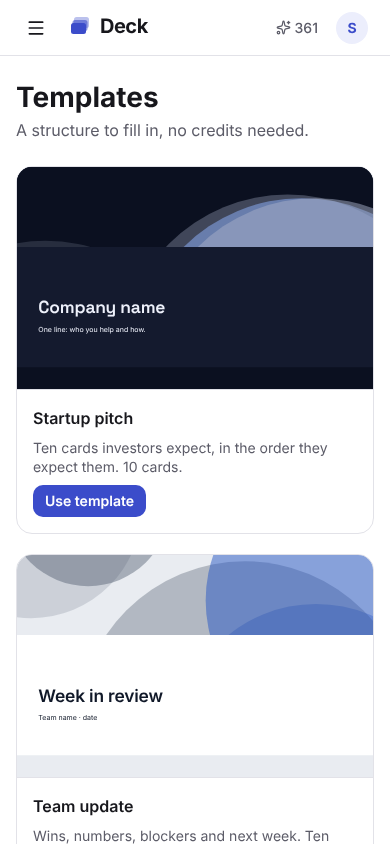 Deck
361
S
Templates
A structure to fill in, no credits needed.
Company name
One line: who you help and how.
Startup pitch
Ten cards investors expect, in the order they
expect them. 10 cards.
Use template
Week in review
Team name · date
Team update
Wins, numbers, blockers and next week. Ten